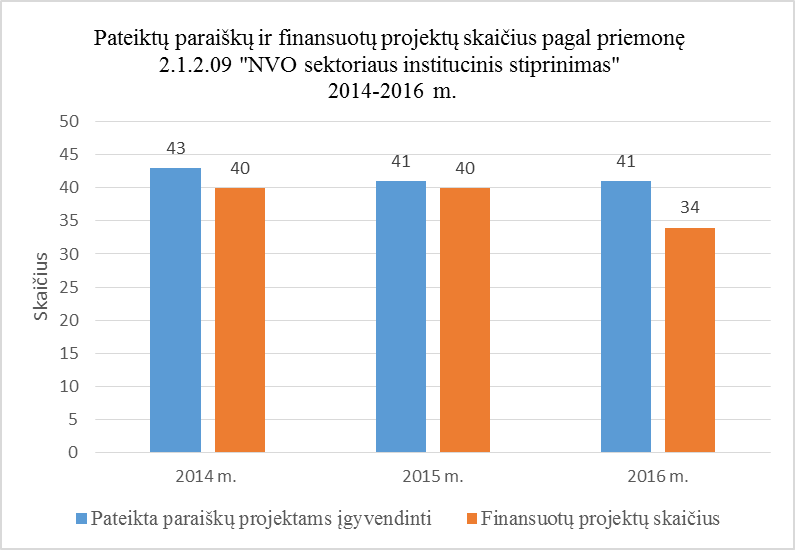 Pateiktų paraiškų ir finansuotų projektų skaičius pagal priemonę
2.1.2.09 "NVO sektoriaus institucinis stiprinimas"
2014-2016 m.
Skaičius
50
45
40
35
30
25
20
15
10
5
0
43
40
41
40
41
34
2014 m.
2015 m.
2016 m.
Pateikta paraiškų projektams įgyvendinti
Finansuotų projektų skaičius